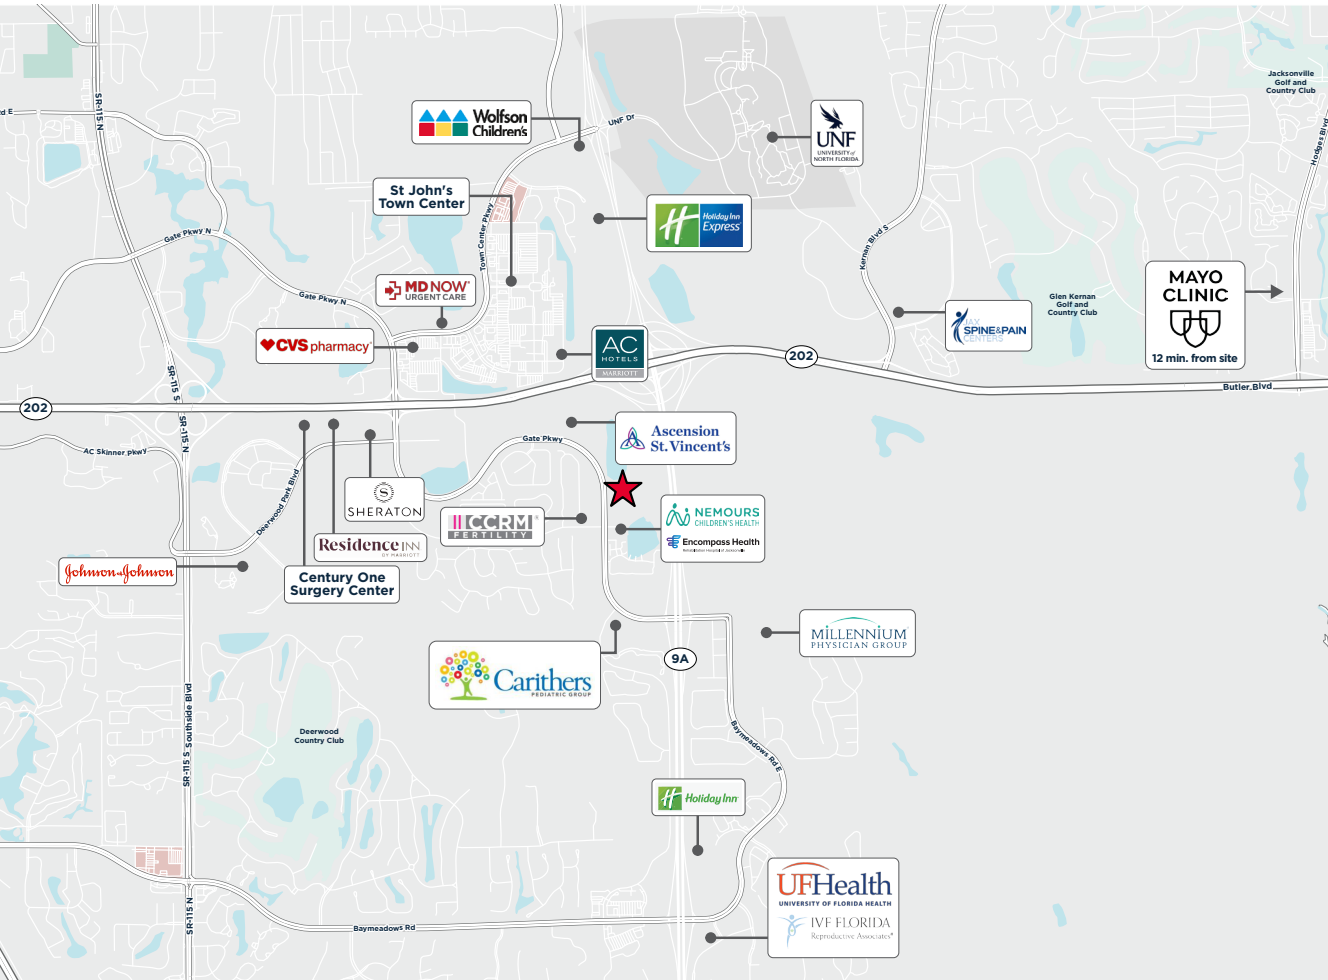 Jacksonville
Golf and
Country Club
SR-115 N
rd E
Wolfson
Children's
UNF Dr
UNF
UNIVERSITY of
NORTH FLORIDA
Hodges Blvd
St John's
Town Center
Holiday Inn
Express
Town Center Pkwy
Gate Pkwy N
Kernan Blvd S
MD NOW
URGENT CARE
Gate Pkwy N
MAYO
CLINIC
12 min. from site
Glen Kernan
Golf and
Country Club
JAX
SPINE&PAIN
CENTERS
CVS pharmacy
AC
HOTELS
MARRIOTT
202
SR-115 S
Butler Blvd
202
SR-115 N
Ascension
St. Vincent's
Gate Pkwy
AC Skinner pkwy
Deerwood Park Blvd
S
SHERATON
CCRM
FERTILITY
NEMOURS
CHILDREN'S HEALTH
Encompass Health
Rehabilitation Hospital of Jacksonville
Residence INN
BY MARRIOTT
Johnson & Johnson
Century One
Surgery Center
MILLENNIUM
PHYSICIAN GROUP
9A
Carithers
PEDIATRIC GROUP
SR-115 S Southside Blvd
Deerwood
Country Club
Baymeadows Rd E
H Holiday Inn
UFHealth
UNIVERSITY OF FLORIDA HEALTH
IVF FLORIDA
Reproductive Associates
SR-115 N
Baymeadows Rd